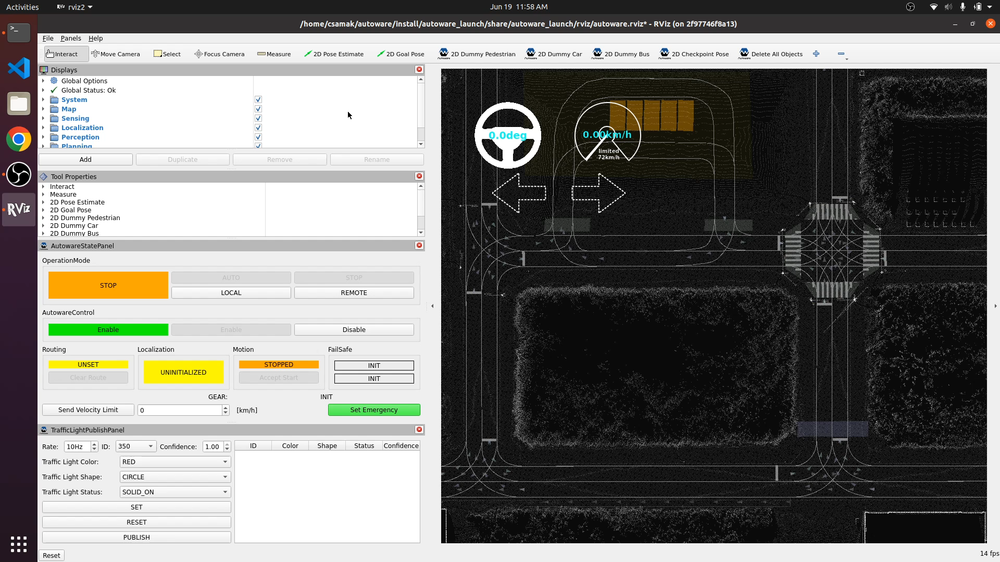 Activities
rviz2
Jun 19 11:58 AM
/home/csamak/autoware/install/autoware_launch/share/autoware_launch/rviz/autoware.rviz* - RViz (on 2f97746f8a13)
File Panels Help
Interact Move Camera Select Focus Camera Measure 2D Pose Estimate 2D Goal Pose 2D Dummy Pedestrian 2D Dummy Car 2D Dummy Bus 2D Checkpoint Pose Delete All Objects
Displays
Global Options
Global Status: Ok
System
Map
Sensing
Localization
Perception
Planning
Add Duplicate Remove Rename
Tool Properties
Interact
Measure
2D Pose Estimate
2D Goal Pose
2D Dummy Pedestrian
2D Dummy Car
2D Dummy Bus
AutowareStatePanel
OperationMode
STOP
AUTO STOP
LOCAL REMOTE
AutowareControl
Enable Enable Disable
Routing Localization Motion FailSafe
UNSET
Clear Route
UNINITIALIZED
STOPPED
Accept Start
INIT
INIT
GEAR: INIT
Send Velocity Limit 0 [km/h] Set Emergency
TrafficLightPublishPanel
Rate: 10Hz ID: 350 Confidence: 1.00
Traffic Light Color: RED
Traffic Light Shape: CIRCLE
Traffic Light Status: SOLID_ON
SET
RESET
PUBLISH
ID Color Shape Status Confidence
Reset
0.0deg
0.00km/h
limited
72km/h
RViz
14 fps